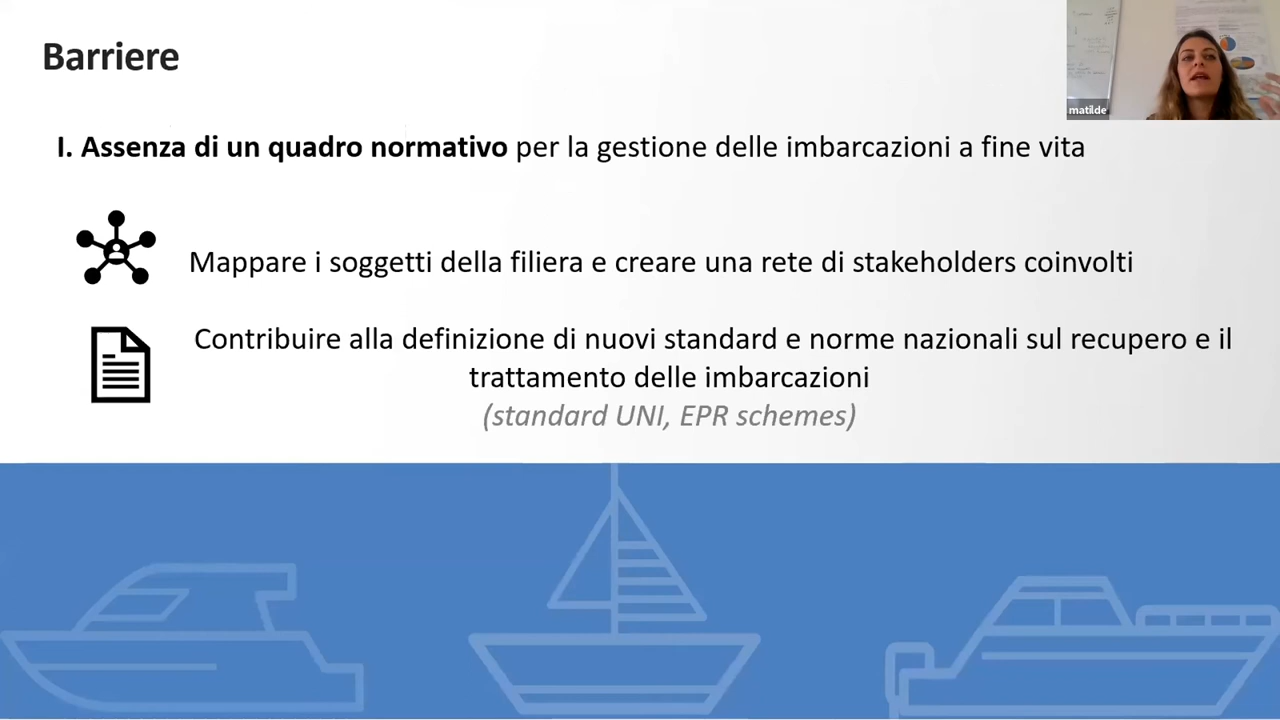 Barriere
matilde
I. Assenza di un quadro normativo per la gestione delle imbarcazioni a fine vita
Mappare i soggetti della filiera e creare una rete di stakeholders coinvolti
Contribuire alla definizione di nuovi standard e norme nazionali sul recupero e il
trattamento delle imbarcazioni
(standard UNI, EPR schemes)